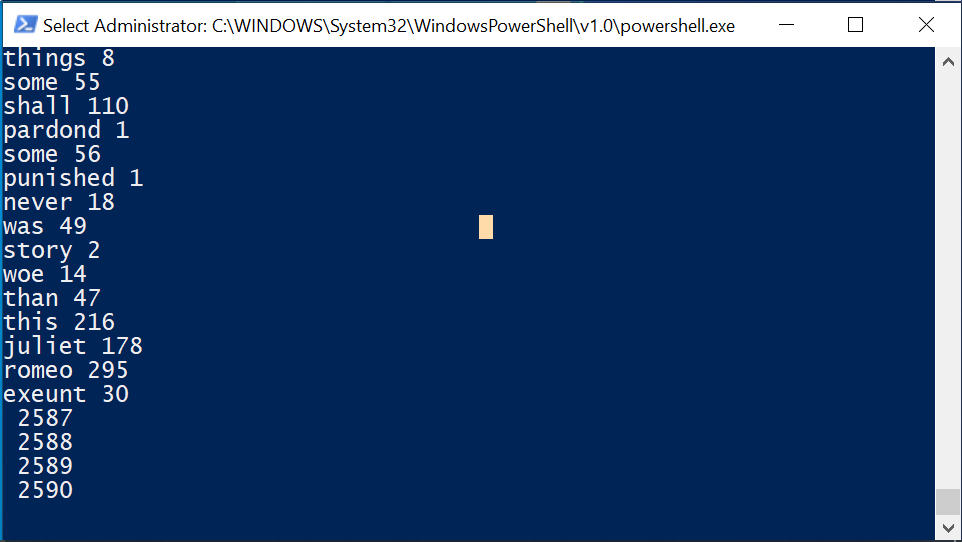 Select Administrator: C:\WINDOWS\System32\WindowsPowerShell\v1.0\powershell.exe
things 8
some 55
shall 110
pardond 1
some 56
punished 1
never 18
was 49
story 2
woe 14
than 47
this 216
juliet 178
romeo 295
exeunt 30
2587
2588
2589
2590